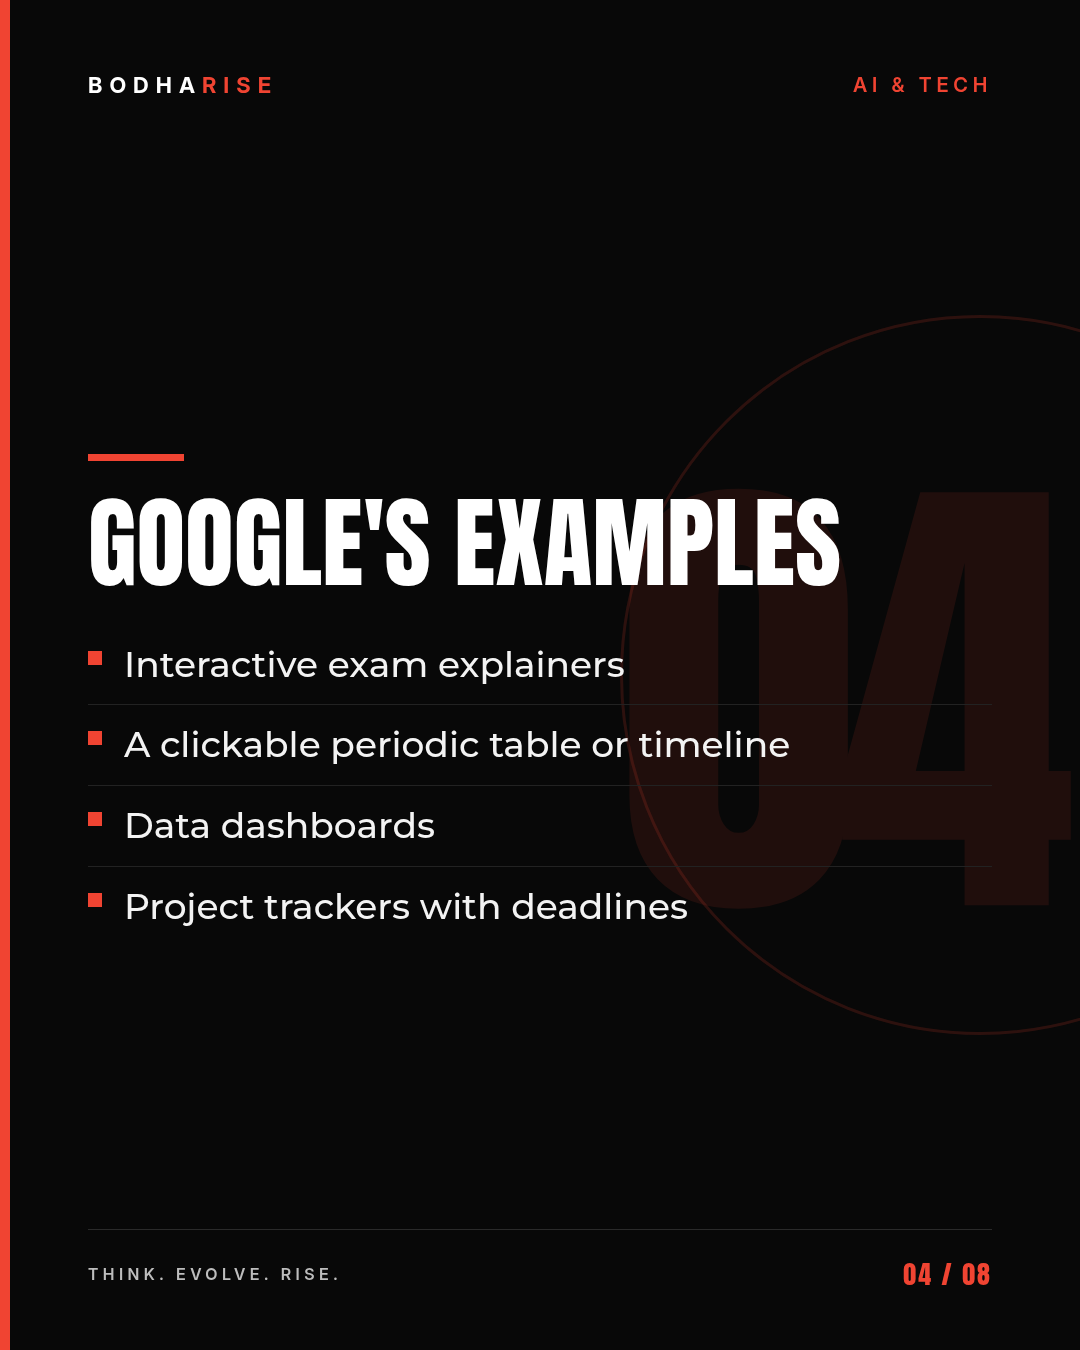 BODHARISE
AI & TECH
04
GOOGLE'S EXAMPLES
Interactive exam explainers
A clickable periodic table or timeline
Data dashboards
Project trackers with deadlines
THINK. EVOLVE. RISE.
04 / 08